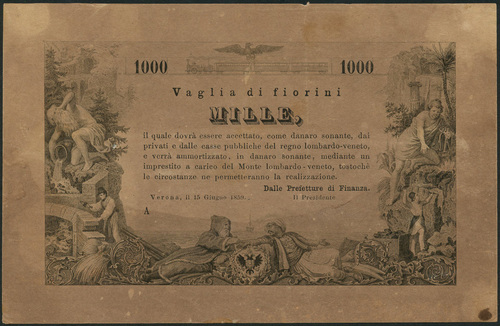 1000 1000
Vaglia di fiorini
MILLE,
il quale dovrà essere accettato, come danaro sonante, dai
privati e dalle casse pubbliche del regno lombardo-veneto,
e verrà ammortizzato, in danaro sonante, mediante un
imprestito a carico del Monte lombardo-veneto, tostochè
le circostanze ne permetteranno la realizzazione.
Dalle Prefetture di Finanza.
Verona, il 15 Giugno 1859. Il Presidente.
A